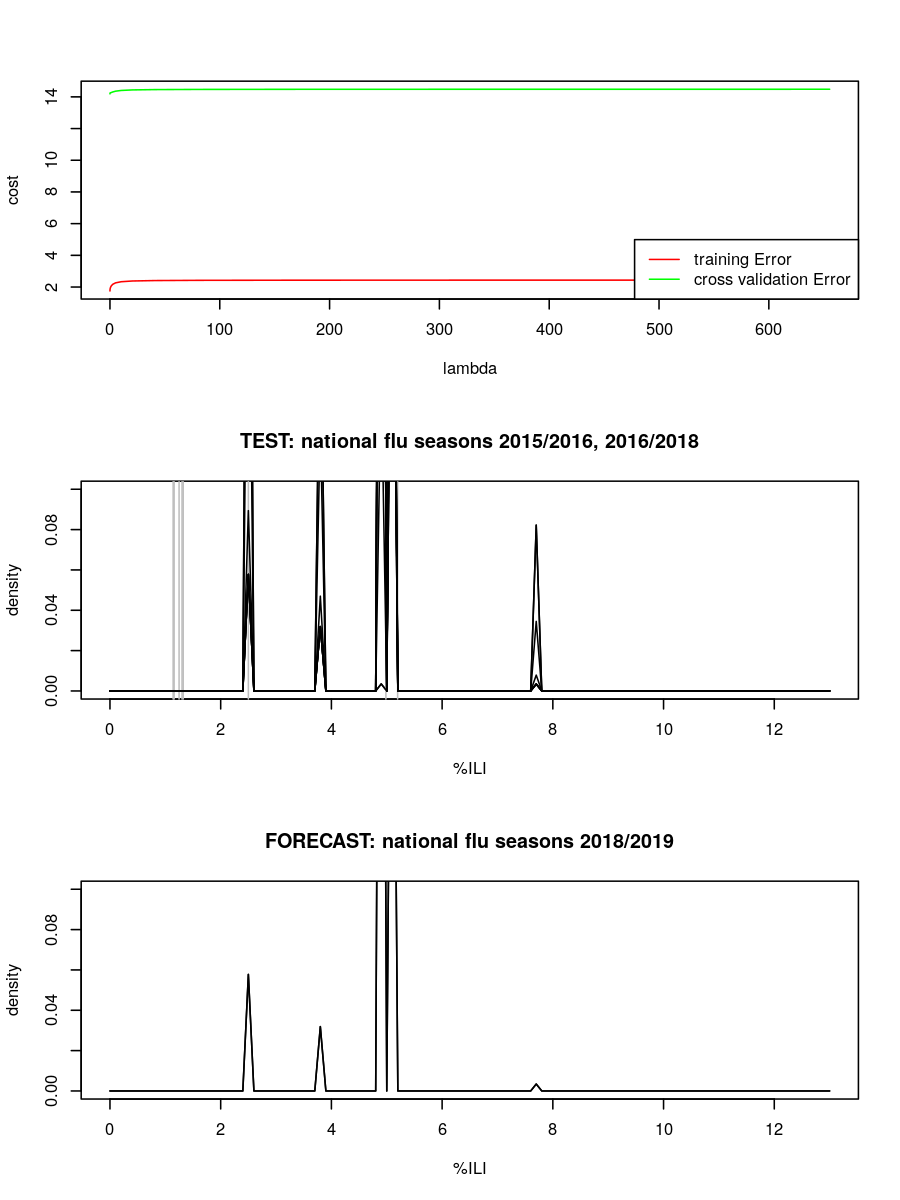 14
10
8
6
4
2
cost
training Error
cross validation Error
0 100 200 300 400 500 600
lambda
TEST: national flu seasons 2015/2016, 2016/2018
0.08
0.04
0.00
density
0 2 4 6 8 10 12
%ILI
FORECAST: national flu seasons 2018/2019
0.08
0.04
0.00
density
0 2 4 6 8 10 12
%ILI